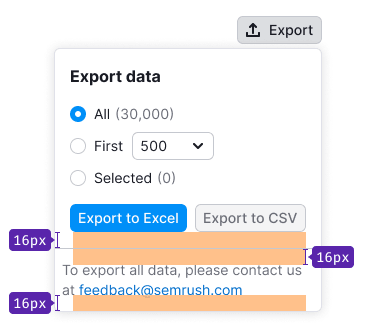 Export
Export data
All (30,000)
First 500
Selected (0)
Export to Excel Export to CSV
16px
16px
To export all data, please contact us
at feedback@semrush.com
16px